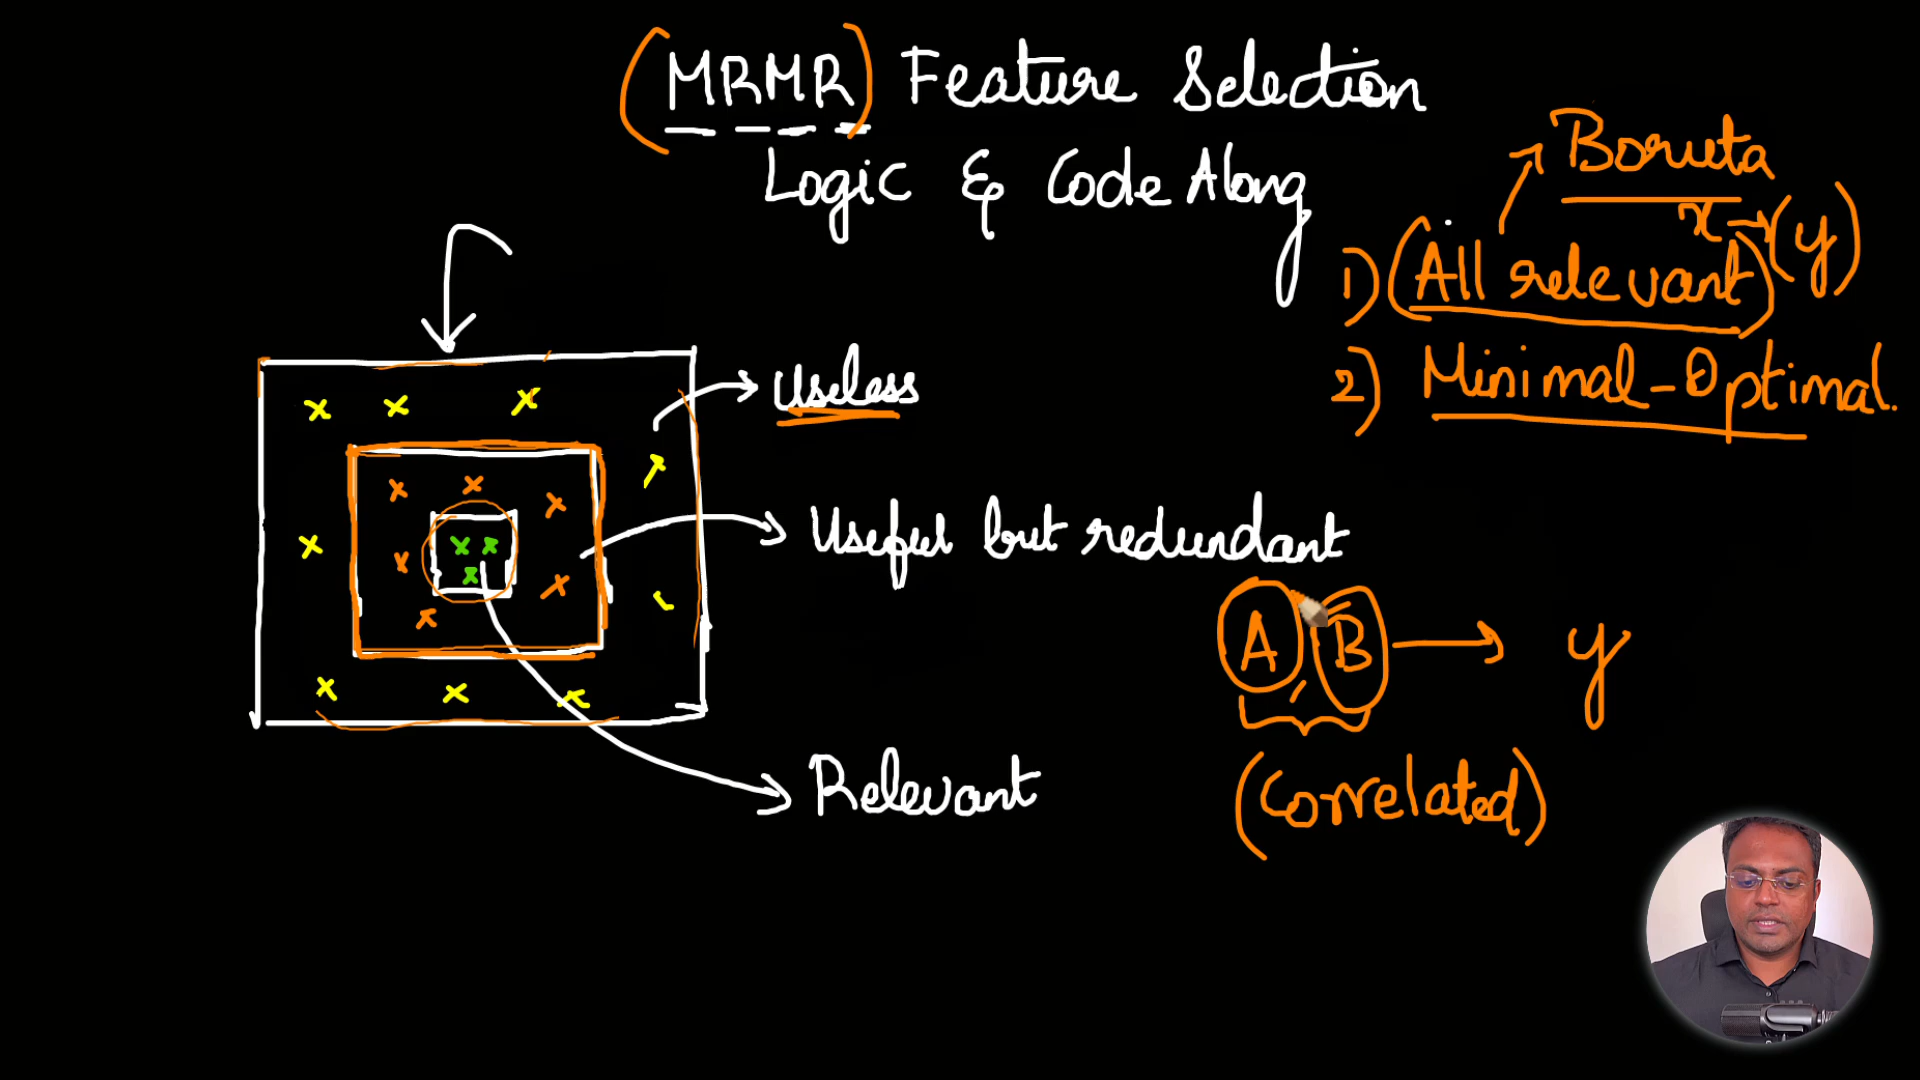 (MRMR) Feature Selection
Logic & Code Along
Boruta
x → (y)
1) (All relevant)
2) Minimal-Optimal.
Useless
Useful but redundant
A, B → y
(Correlated)
Relevant